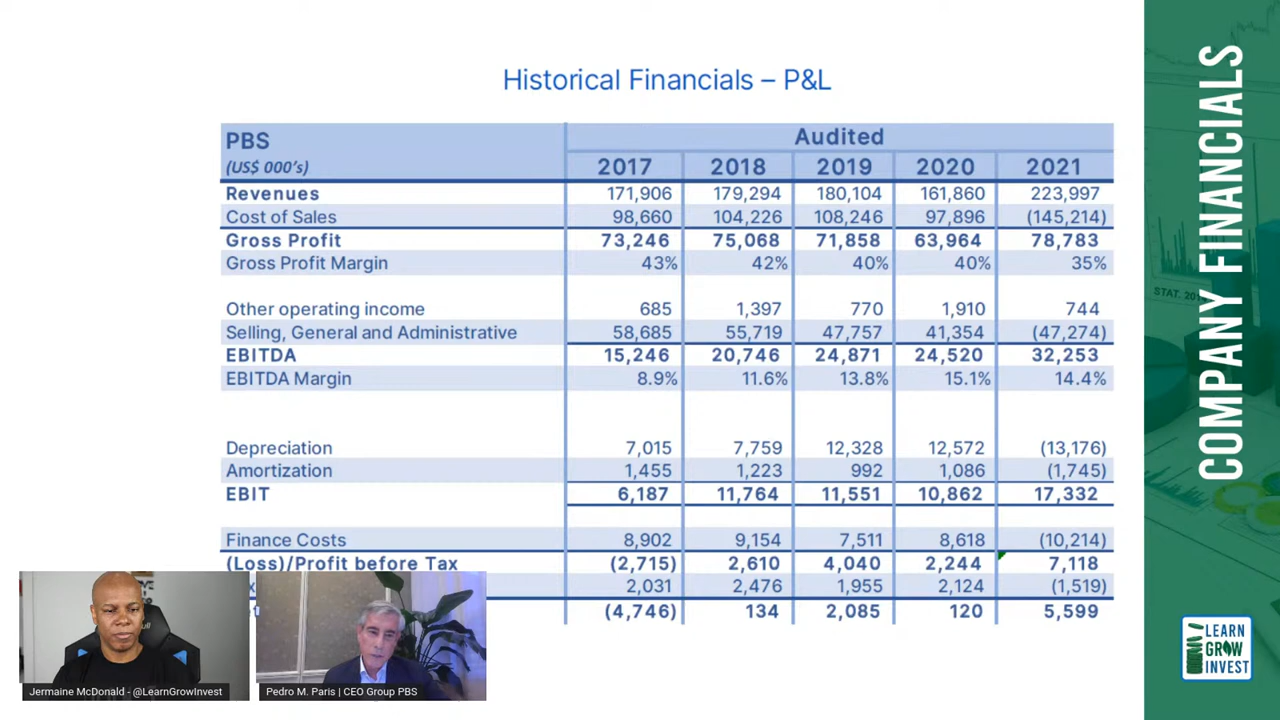 Historical Financials – P&L
PBS
(US$ 000's)
Audited
2017 2018 2019 2020 2021
Revenues 171,906 179,294 180,104 161,860 223,997
Cost of Sales 98,660 104,226 108,246 97,896 (145,214)
Gross Profit 73,246 75,068 71,858 63,964 78,783
Gross Profit Margin 43% 42% 40% 40% 35%
Other operating income 685 1,397 770 1,910 744
Selling, General and Administrative 58,685 55,719 47,757 41,354 (47,274)
EBITDA 15,246 20,746 24,871 24,520 32,253
EBITDA Margin 8.9% 11.6% 13.8% 15.1% 14.4%
Depreciation 7,015 7,759 12,328 12,572 (13,176)
Amortization 1,455 1,223 992 1,086 (1,745)
EBIT 6,187 11,764 11,551 10,862 17,332
Finance Costs 8,902 9,154 7,511 8,618 (10,214)
(Loss)/Profit before Tax (2,715) 2,610 4,040 2,244 7,118
2,031 2,476 1,955 2,124 (1,519)
(4,746) 134 2,085 120 5,599
Jermaine McDonald - @LearnGrowInvest
Pedro M. Paris | CEO Group PBS
COMPANY FINANCIALS
LEARN
GROW
INVEST